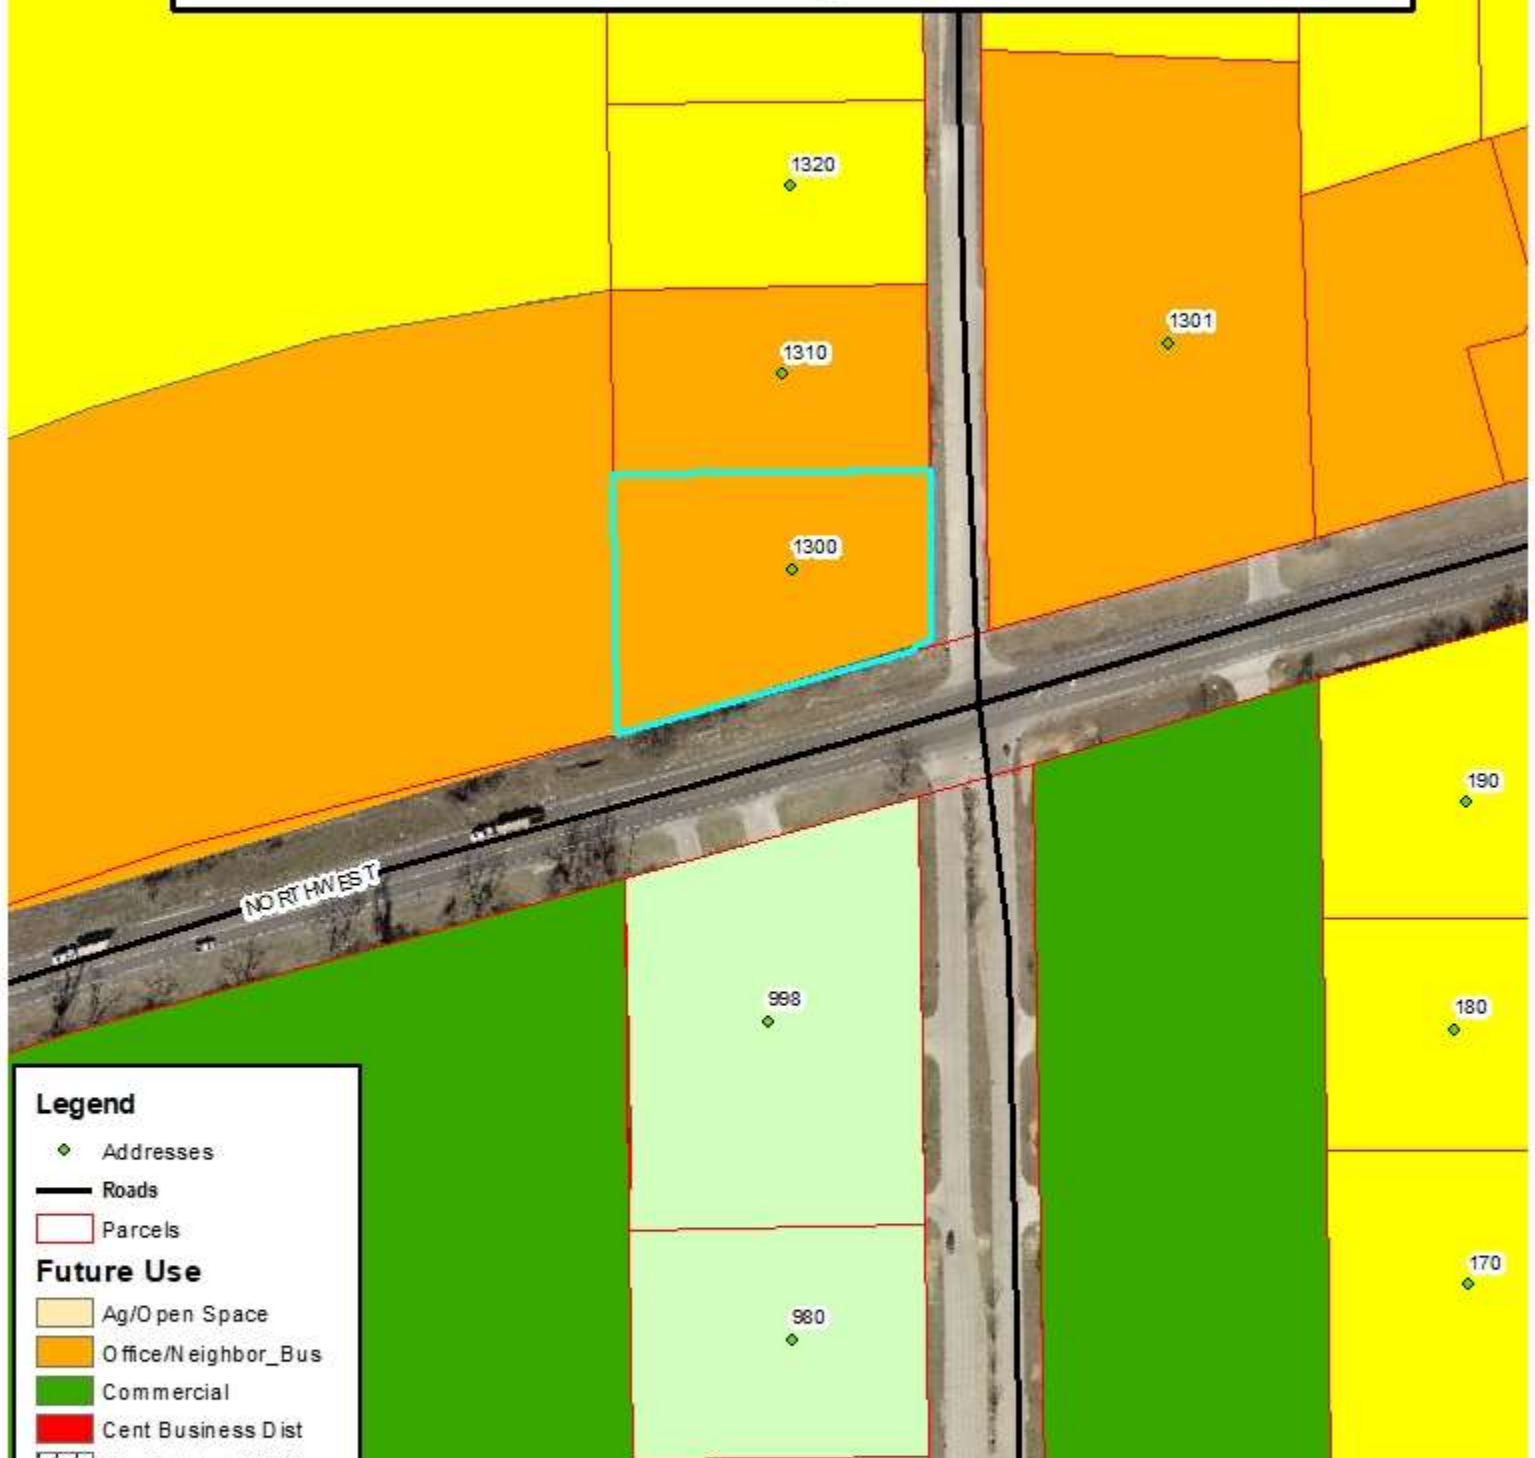 1320
1301
1310
1300
NORTHWEST
190
998
180
170
980
Legend
Addresses
Roads
Parcels
Future Use
Ag/Open Space
Office/Neighbor_Bus
Commercial
Cent Business Dist